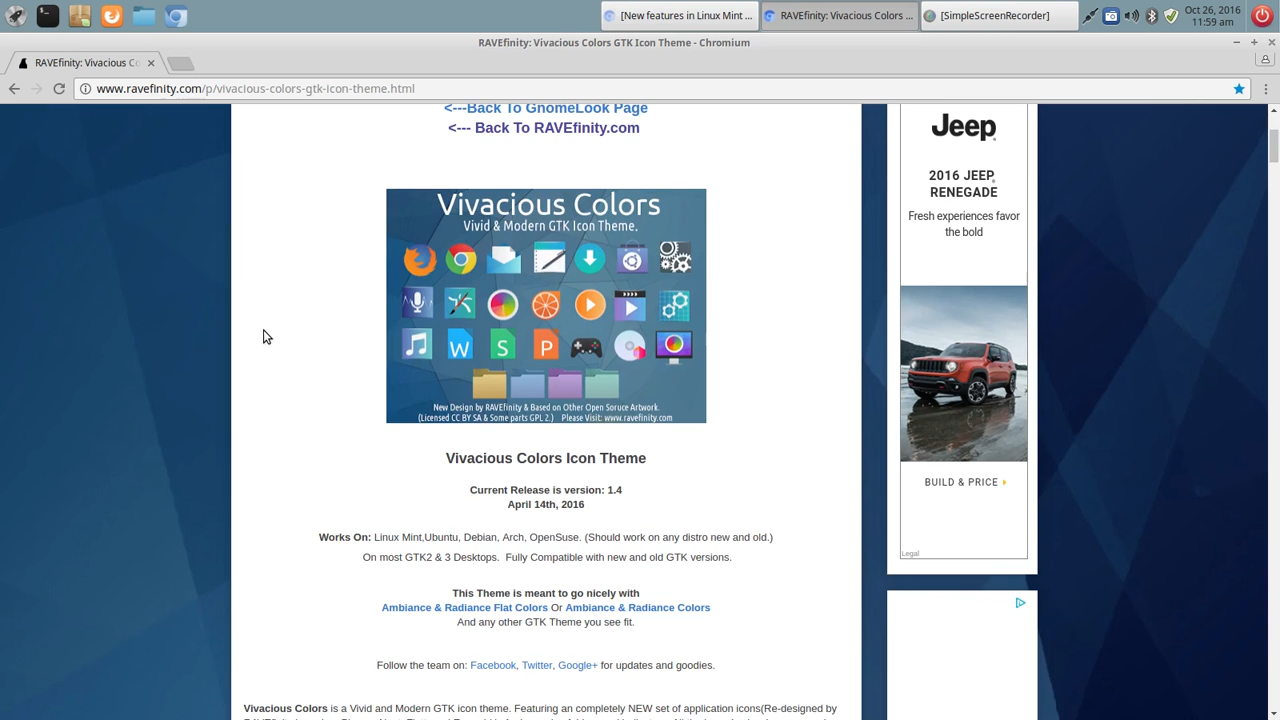 [New features in Linux Mint ...
RAVEfinity: Vivacious Colors ...
[SimpleScreenRecorder]
Oct 26, 2016
11:59 am
RAVEfinity: Vivacious Colors GTK Icon Theme - Chromium
RAVEfinity: Vivacious Co
www.ravefinity.com/p/vivacious-colors-gtk-icon-theme.html
<---Back To GnomeLook Page
<--- Back To RAVEfinity.com
Vivacious Colors
Vivid & Modern GTK Icon Theme.
W S P
New Design by RAVEfinity & Based on Other Open Soruce Artwork.
(Licensed CC BY SA & Some parts GPL 2.) Please Visit: www.ravefinity.com
Vivacious Colors Icon Theme
Current Release is version: 1.4
April 14th, 2016
Works On: Linux Mint,Ubuntu, Debian, Arch, OpenSuse. (Should work on any distro new and old.)
On most GTK2 & 3 Desktops. Fully Compatible with new and old GTK versions.
This Theme is meant to go nicely with
Ambiance & Radiance Flat Colors Or Ambiance & Radiance Colors
And any other GTK Theme you see fit.
Follow the team on: Facebook, Twitter, Google+ for updates and goodies.
Vivacious Colors is a Vivid and Modern GTK icon theme. Featuring an completely NEW set of application icons(Re-designed by
Jeep
2016 JEEP
RENEGADE
Fresh experiences favor
the bold
BUILD & PRICE
Legal